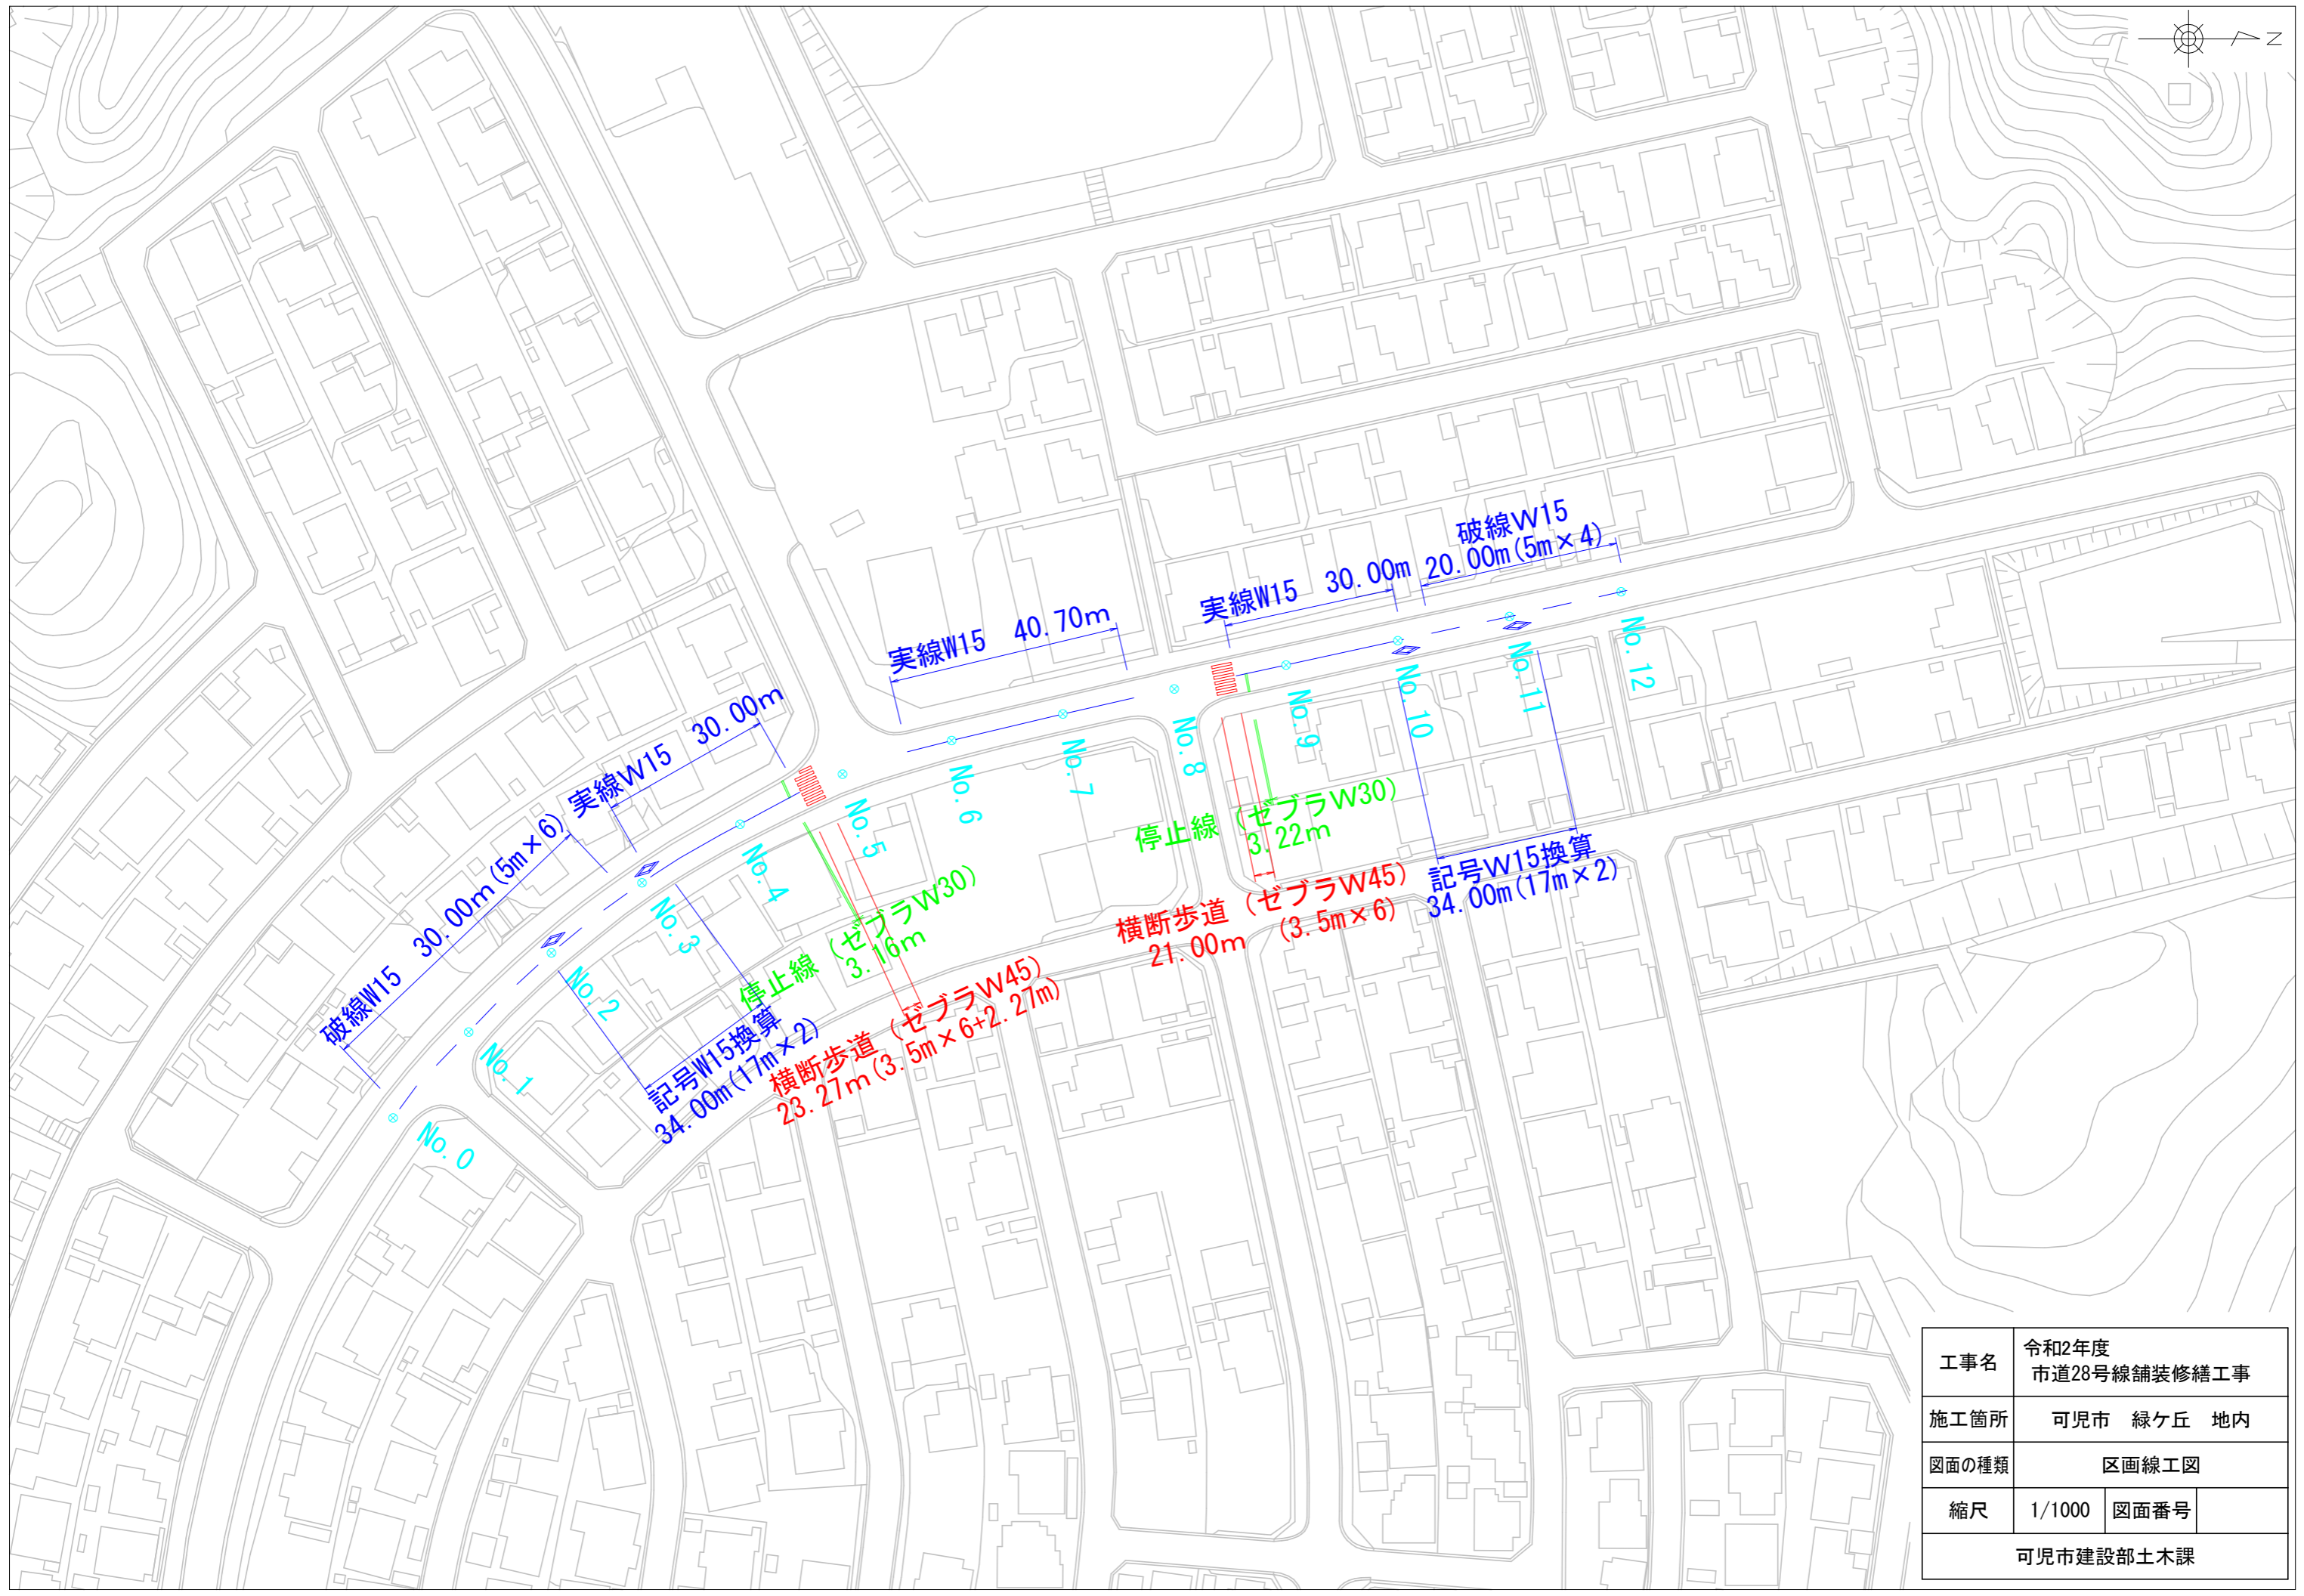 N
破線W15
20.00m(5m×4)
実線W15 30.00m
実線W15 40.70m
実線W15 30.00m
破線W15 30.00m(5m×6)
No.0
No.1
No.2
No.3
No.4
No.5
No.6
No.7
No.8
No.9
No.10
No.11
No.12
停止線(ゼブラW30)
3.22m
停止線(ゼブラW30)
3.16m
横断歩道(ゼブラW45)
21.00m (3.5m×6)
横断歩道(ゼブラW45)
23.27m(3.5m×6+2.27m)
記号W15換算
34.00m(17m×2)
記号W15換算
34.00m(17m×2)
工事名
令和2年度
市道28号線舗装修繕工事
施工箇所 可児市 緑ケ丘 地内
図面の種類 区画線工図
縮尺 1/1000 図面番号
可児市建設部土木課